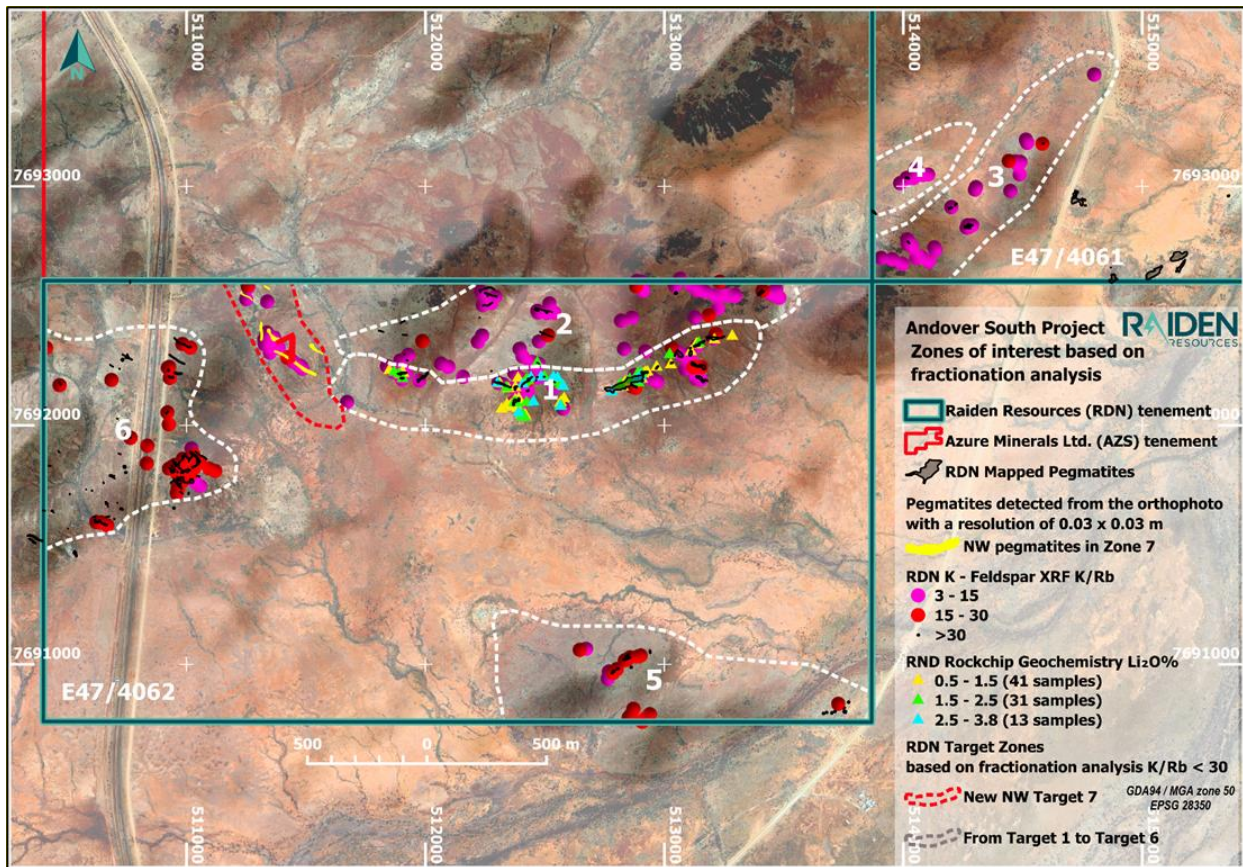 N
511000
512000
513000
514000
515000
7693000
7693000
4
3
E47/4061
2
1
7692000
6
7
7691000
7691000
5
E47/4062
500
0
500 m
511000
512000
513000
Andover South Project
Zones of interest based on
fractionation analysis
RAIDEN
RESOURCES
Raiden Resources (RDN) tenement
Azure Minerals Ltd. (AZS) tenement
RDN Mapped Pegmatites
Pegmatites detected from the orthophoto
with a resolution of 0.03 x 0.03 m
NW pegmatites in Zone 7
RDN K - Feldspar XRF K/Rb
3 - 15
15 - 30
>30
RND Rockchip Geochemistry Li₂O%
0.5 - 1.5 (41 samples)
1.5 - 2.5 (31 samples)
2.5 - 3.8 (13 samples)
RDN Target Zones
based on fractionation analysis K/Rb < 30
New NW Target 7
GDA94 / MGA zone 50
EPSG 28350
From Target 1 to Target 6